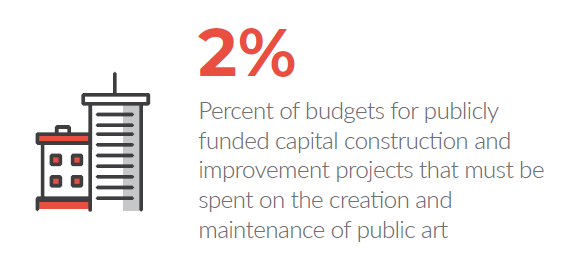 2%
Percent of budgets for publicly
funded capital construction and
improvement projects that must be
spent on the creation and
maintenance of public art